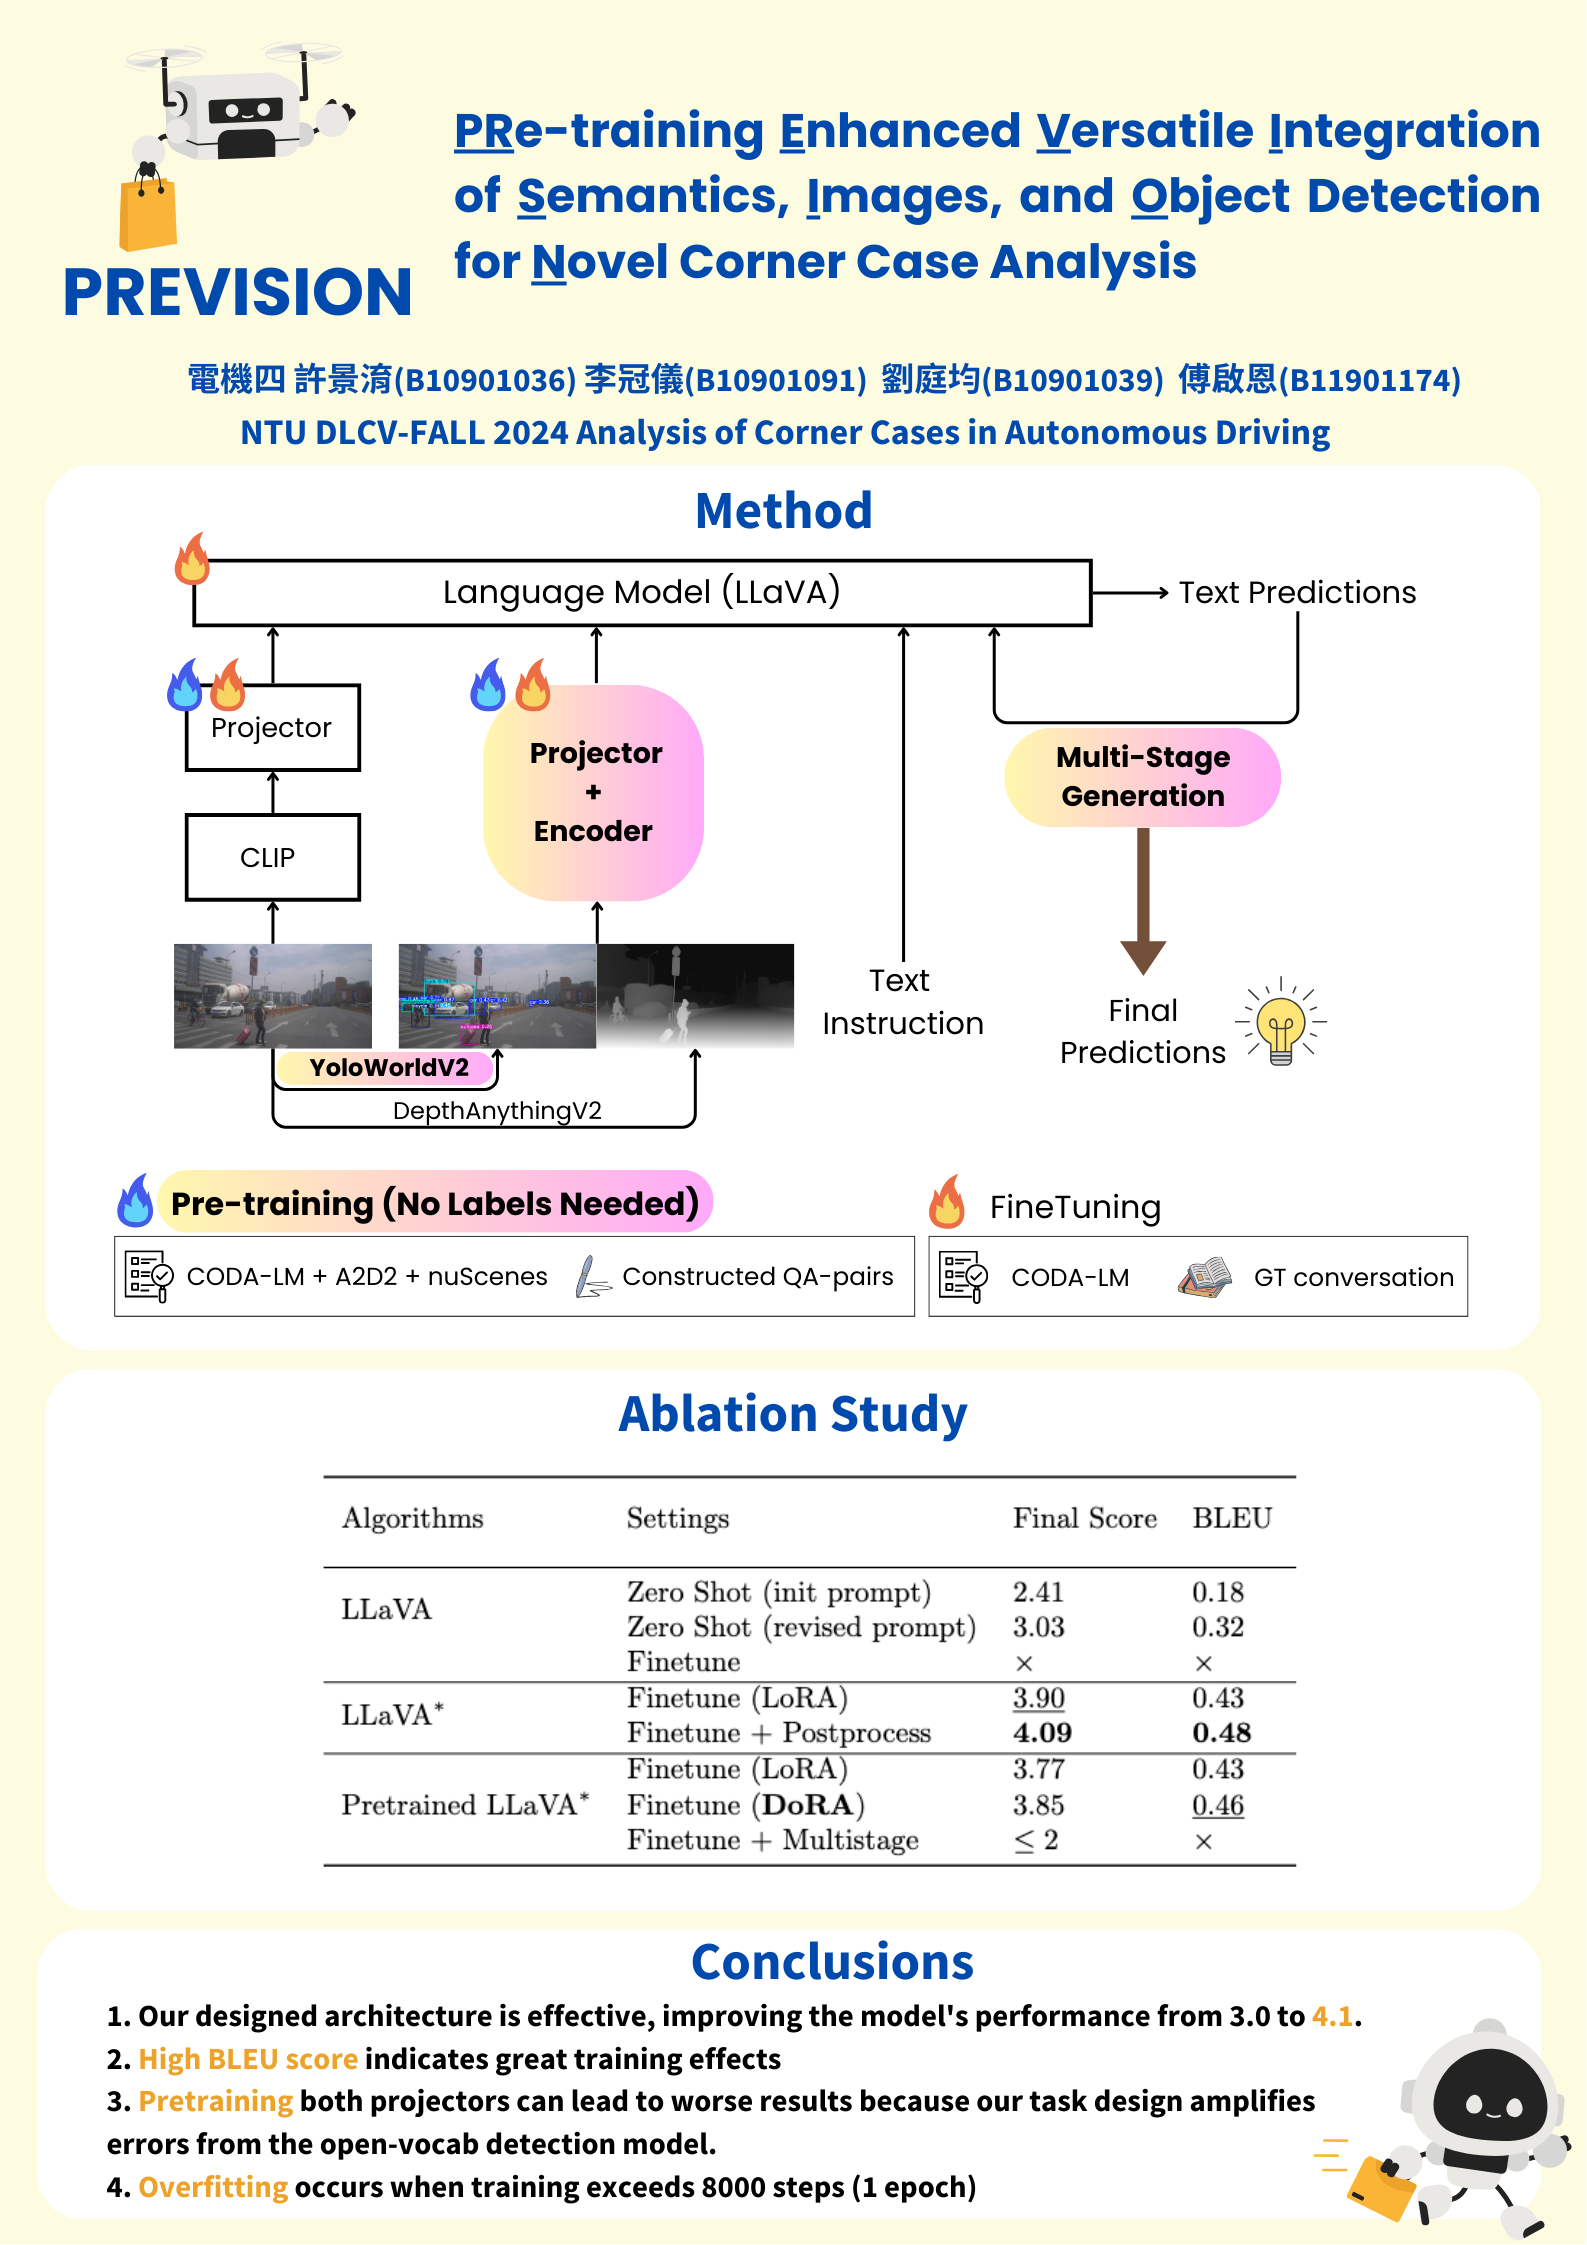 PREVISION
PRe-training Enhanced Versatile Integration
of Semantics, Images, and Object Detection
for Novel Corner Case Analysis
電機四 許景淯(B10901036) 李冠儀(B10901091) 劉庭均(B10901039) 傅啟恩(B11901174)
NTU DLCV-FALL 2024 Analysis of Corner Cases in Autonomous Driving
Method
Language Model (LLaVA)
Text Predictions
Projector
Projector
+
Encoder
Multi-Stage
Generation
CLIP
Text
Instruction
Final
Predictions
YoloWorldV2
DepthAnythingV2
Pre-training (No Labels Needed)
FineTuning
CODA-LM + A2D2 + nuScenes
Constructed QA-pairs
CODA-LM
GT conversation
Ablation Study
Algorithms Settings Final Score BLEU
LLaVA
Zero Shot (init prompt) 2.41 0.18
Zero Shot (revised prompt) 3.03 0.32
Finetune × ×
LLaVA*
Finetune (LoRA) 3.90 0.43
Finetune + Postprocess 4.09 0.48
Pretrained LLaVA*
Finetune (LoRA) 3.77 0.43
Finetune (DoRA) 3.85 0.46
Finetune + Multistage ≤ 2 ×
Conclusions
1. Our designed architecture is effective, improving the model's performance from 3.0 to 4.1.
2. High BLEU score indicates great training effects
3. Pretraining both projectors can lead to worse results because our task design amplifies
errors from the open-vocab detection model.
4. Overfitting occurs when training exceeds 8000 steps (1 epoch)